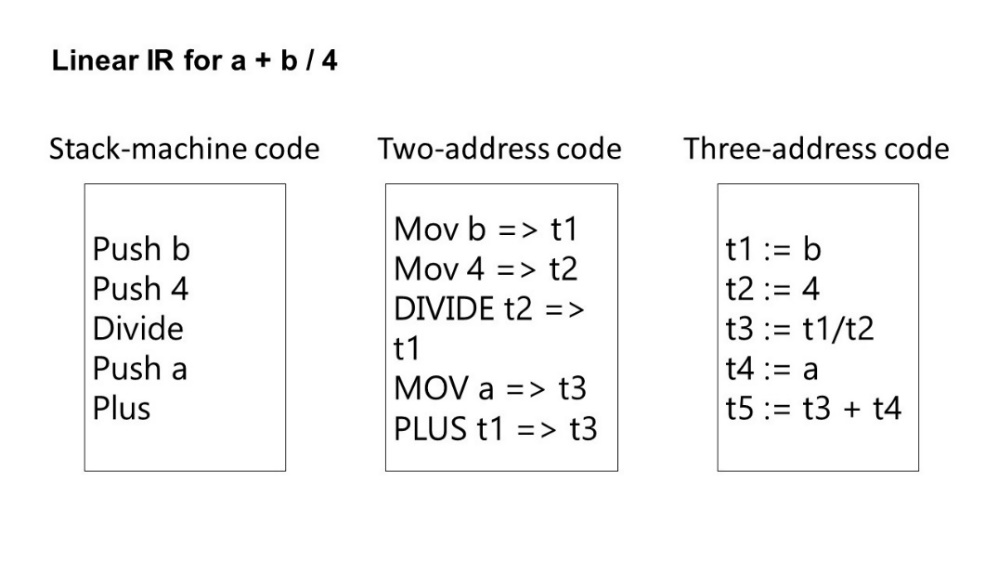 Linear IR for a + b / 4
Stack-machine code
Push b
Push 4
Divide
Push a
Plus
Two-address code
Mov b => t1
Mov 4 => t2
DIVIDE t2 =>
t1
MOV a => t3
PLUS t1 => t3
Three-address code
t1 := b
t2 := 4
t3 := t1/t2
t4 := a
t5 := t3 + t4